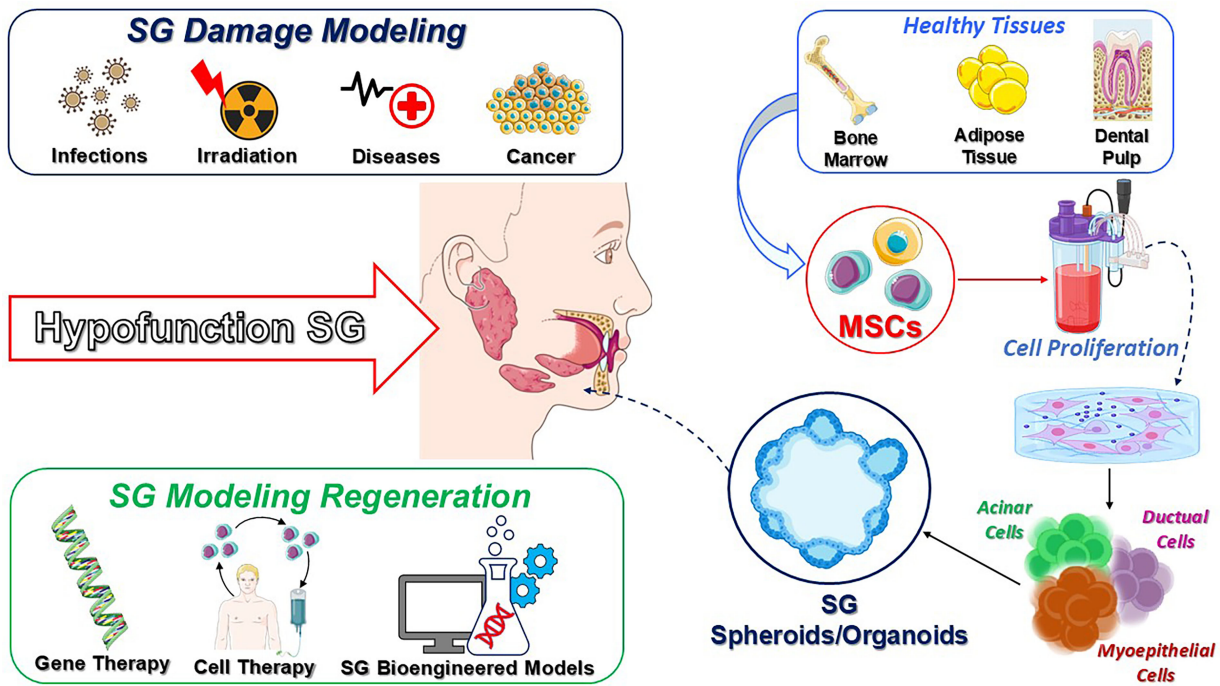 SG Damage Modeling
Infections
Irradiation
Diseases
Cancer
Hypofunction SG
SG Modeling Regeneration
Gene Therapy
Cell Therapy
SG Bioengineered Models
Healthy Tissues
Bone
Marrow
Adipose
Tissue
Dental
Pulp
MSCs
Cell Proliferation
Acinar
Cells
Ductual
Cells
Myoepithelial
Cells
SG
Spheroids/Organoids